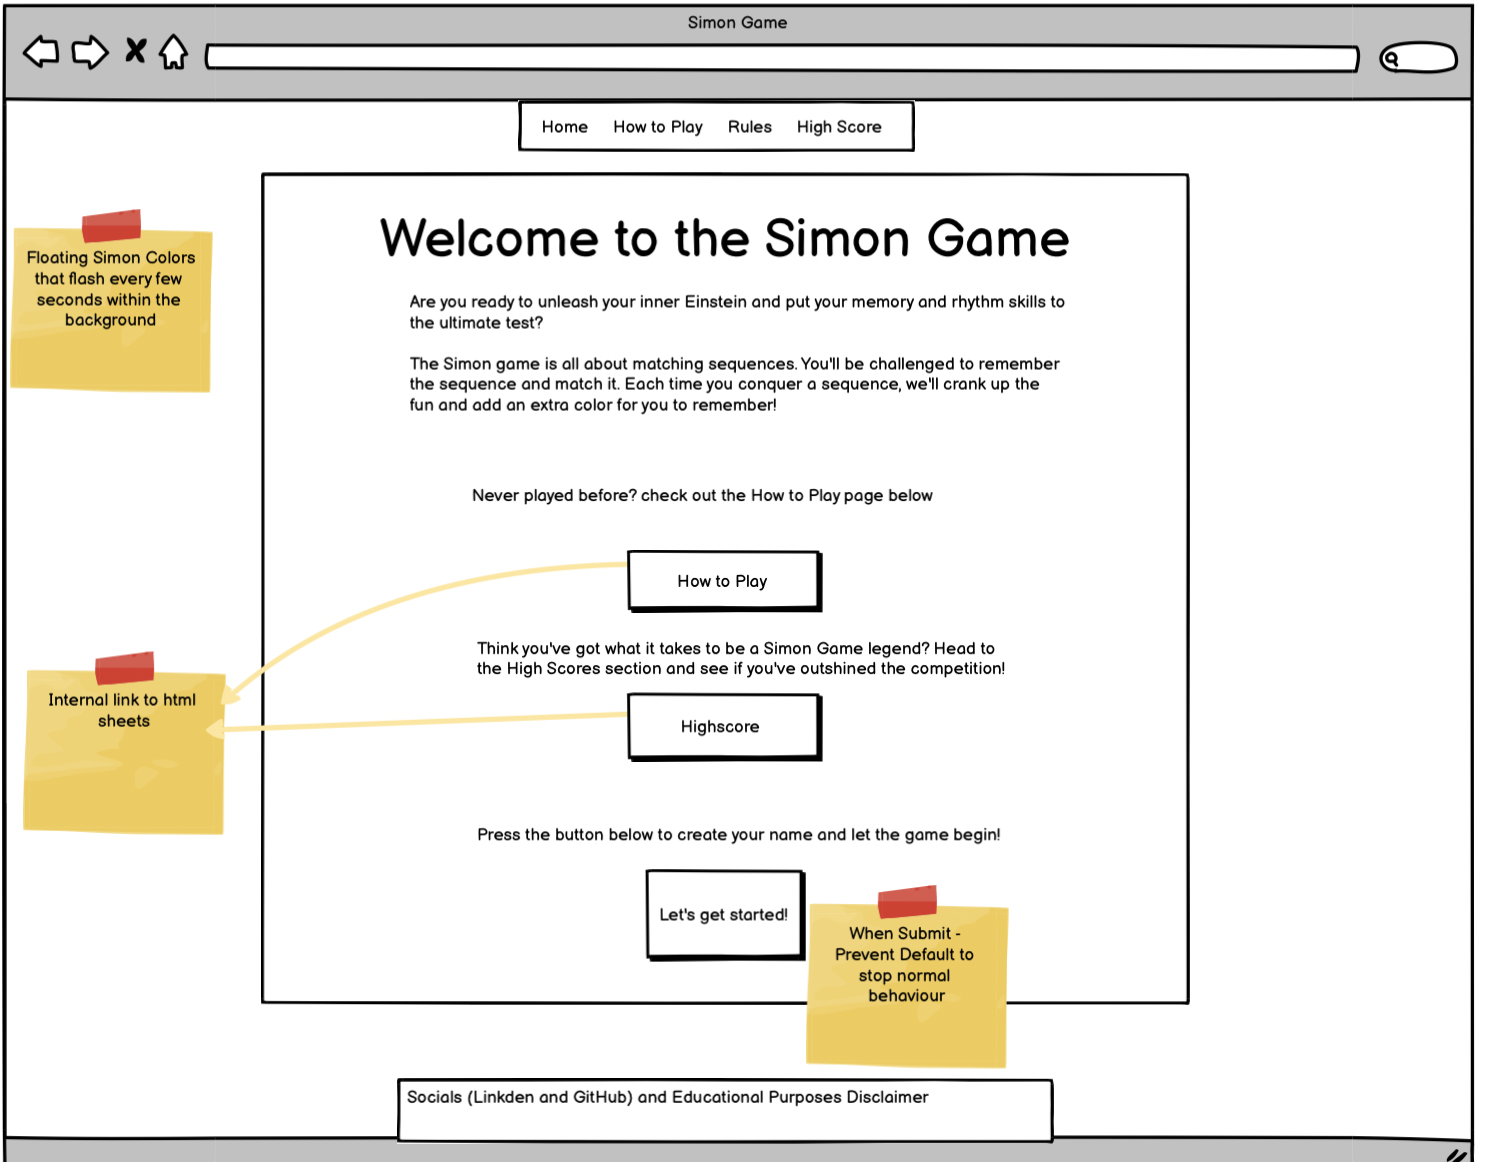 Simon Game
Home How to Play Rules High Score
Welcome to the Simon Game
Floating Simon Colors
that flash every few
seconds within the
background
Are you ready to unleash your inner Einstein and put your memory and rhythm skills to
the ultimate test?
The Simon game is all about matching sequences. You'll be challenged to remember
the sequence and match it. Each time you conquer a sequence, we'll crank up the
fun and add an extra color for you to remember!
Never played before? check out the How to Play page below
How to Play
Think you've got what it takes to be a Simon Game legend? Head to
the High Scores section and see if you've outshined the competition!
Internal link to html
sheets
Highscore
Press the button below to create your name and let the game begin!
Let's get started!
When Submit -
Prevent Default to
stop normal
behaviour
Socials (Linkden and GitHub) and Educational Purposes Disclaimer